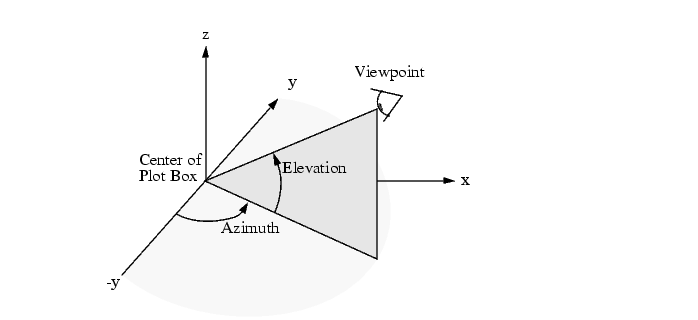 z
y
Viewpoint
Center of
Plot Box
Elevation
x
Azimuth
-y